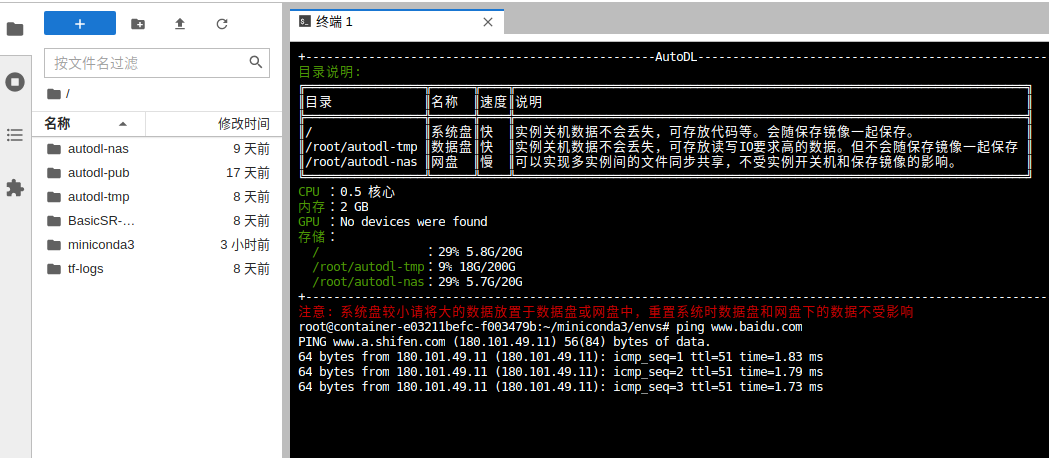 +
终端 1
按文件名过滤
/
名称 修改时间
autodl-nas 9 天前
autodl-pub 17 天前
autodl-tmp 8 天前
BasicSR-… 8 天前
miniconda3 3 小时前
tf-logs 8 天前
+--------------------------------------------------AutoDL--------------------------------------------------
目录说明:
目录 名称 速度 说明
/ 系统盘 快 实例关机数据不会丢失，可存放代码等。会随保存镜像一起保存。
/root/autodl-tmp 数据盘 快 实例关机数据不会丢失，可存放读写IO要求高的数据。但不会随保存镜像一起保存
/root/autodl-nas 网盘 慢 可以实现多实例间的文件同步共享，不受实例开关机和保存镜像的影响。
CPU ：0.5 核心
内存：2 GB
GPU ：No devices were found
存储：
/ ：29% 5.8G/20G
/root/autodl-tmp：9% 18G/200G
/root/autodl-nas：29% 5.7G/20G
+----------------------------------------------------------------------------------------------------
注意: 系统盘较小请将大的数据放置于数据盘或网盘中，重置系统时数据盘和网盘下的数据不受影响
root@container-e03211befc-f003479b:~/miniconda3/envs# ping www.baidu.com
PING www.a.shifen.com (180.101.49.11) 56(84) bytes of data.
64 bytes from 180.101.49.11 (180.101.49.11): icmp_seq=1 ttl=51 time=1.83 ms
64 bytes from 180.101.49.11 (180.101.49.11): icmp_seq=2 ttl=51 time=1.79 ms
64 bytes from 180.101.49.11 (180.101.49.11): icmp_seq=3 ttl=51 time=1.73 ms